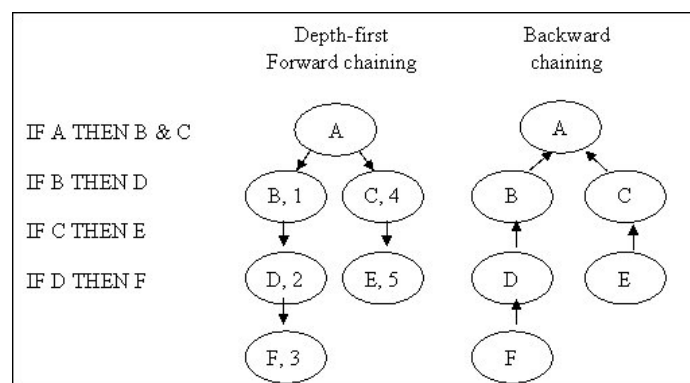 Depth-first
Forward chaining
Backward
chaining
IF A THEN B & C
IF B THEN D
IF C THEN E
IF D THEN F
A
B, 1
C, 4
D, 2
E, 5
F, 3
A
B
C
D
E
F